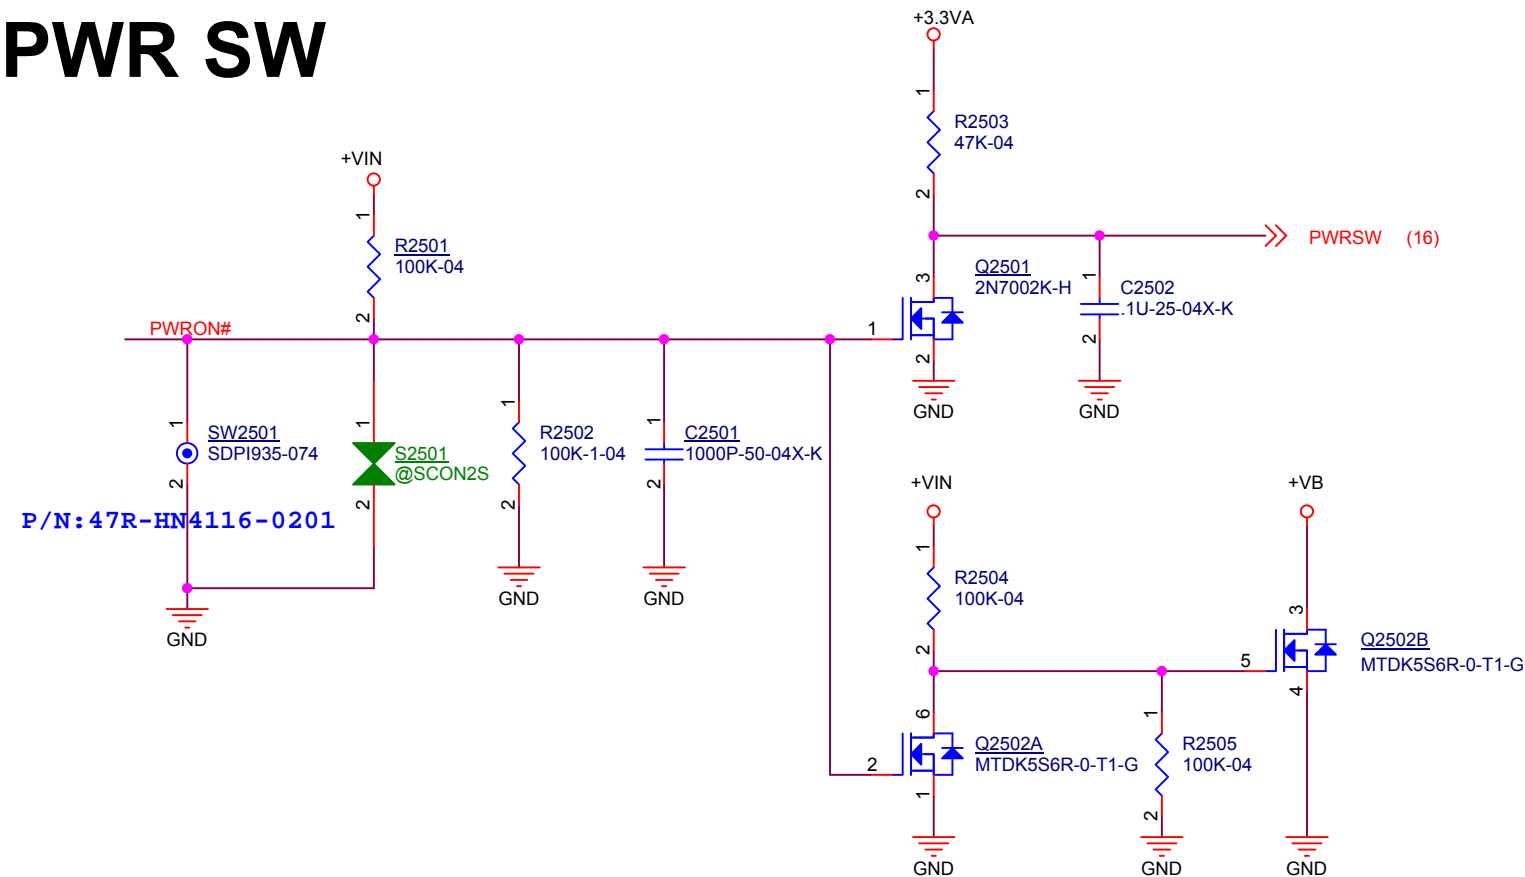 PWR SW
+3.3VA
1
R2503
47K-04
2
+VIN
1
R2501
100K-04
2
PWRON#
PWRSW (16)
3
Q2501
2N7002K-H
1
2
GND
1
C2502
.1U-25-04X-K
2
GND
1
SW2501
SDPI935-074
2
P/N:47R-HN4116-0201
GND
1
S2501
@SCON2S
2
1
R2502
100K-1-04
2
GND
1
C2501
1000P-50-04X-K
2
GND
+VIN
1
R2504
100K-04
2
+VB
3
5
Q2502B
MTDK5S6R-0-T1-G
4
GND
6
Q2502A
MTDK5S6R-0-T1-G
2
1
GND
1
R2505
100K-04
2
GND